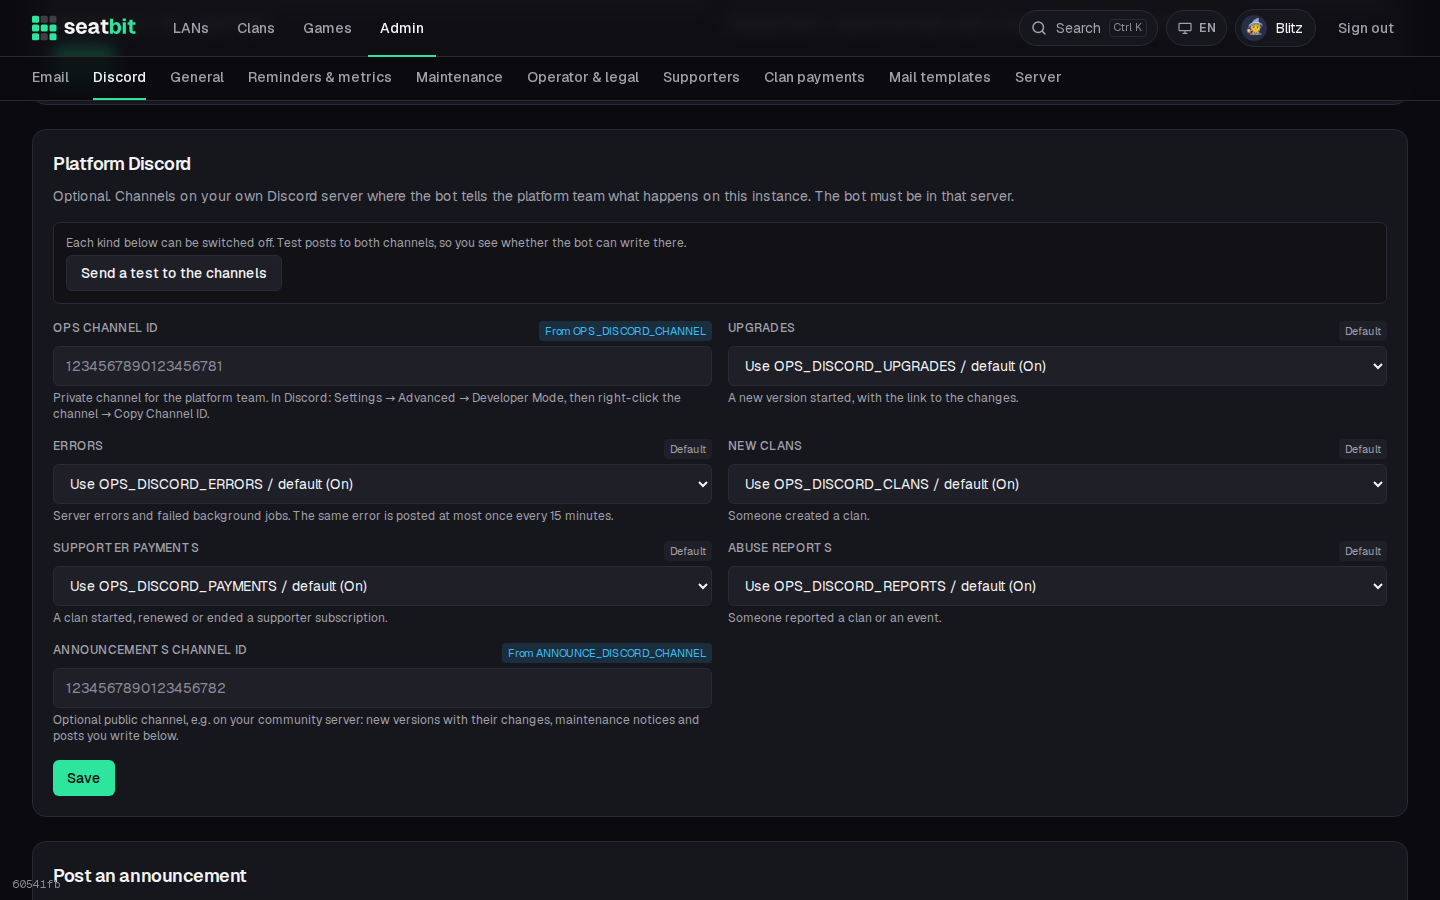 seatbit LANs Clans Games Admin Search Ctrl K EN Blitz Sign out
Email Discord General Reminders & metrics Maintenance Operator & legal Supporters Clan payments Mail templates Server
Platform Discord
Optional. Channels on your own Discord server where the bot tells the platform team what happens on this instance. The bot must be in that server.
Each kind below can be switched off. Test posts to both channels, so you see whether the bot can write there.
Send a test to the channels
OPS CHANNEL ID From OPS_DISCORD_CHANNEL
1234567890123456781
Private channel for the platform team. In Discord: Settings → Advanced → Developer Mode, then right-click the
channel → Copy Channel ID.
UPGRADES Default
Use OPS_DISCORD_UPGRADES / default (On)
A new version started, with the link to the changes.
ERRORS Default
Use OPS_DISCORD_ERRORS / default (On)
Server errors and failed background jobs. The same error is posted at most once every 15 minutes.
NEW CLANS Default
Use OPS_DISCORD_CLANS / default (On)
Someone created a clan.
SUPPORTER PAYMENTS Default
Use OPS_DISCORD_PAYMENTS / default (On)
A clan started, renewed or ended a supporter subscription.
ABUSE REPORTS Default
Use OPS_DISCORD_REPORTS / default (On)
Someone reported a clan or an event.
ANNOUNCEMENTS CHANNEL ID From ANNOUNCE_DISCORD_CHANNEL
1234567890123456782
Optional public channel, e.g. on your community server: new versions with their changes, maintenance notices and
posts you write below.
Save
Post an announcement
60541fb